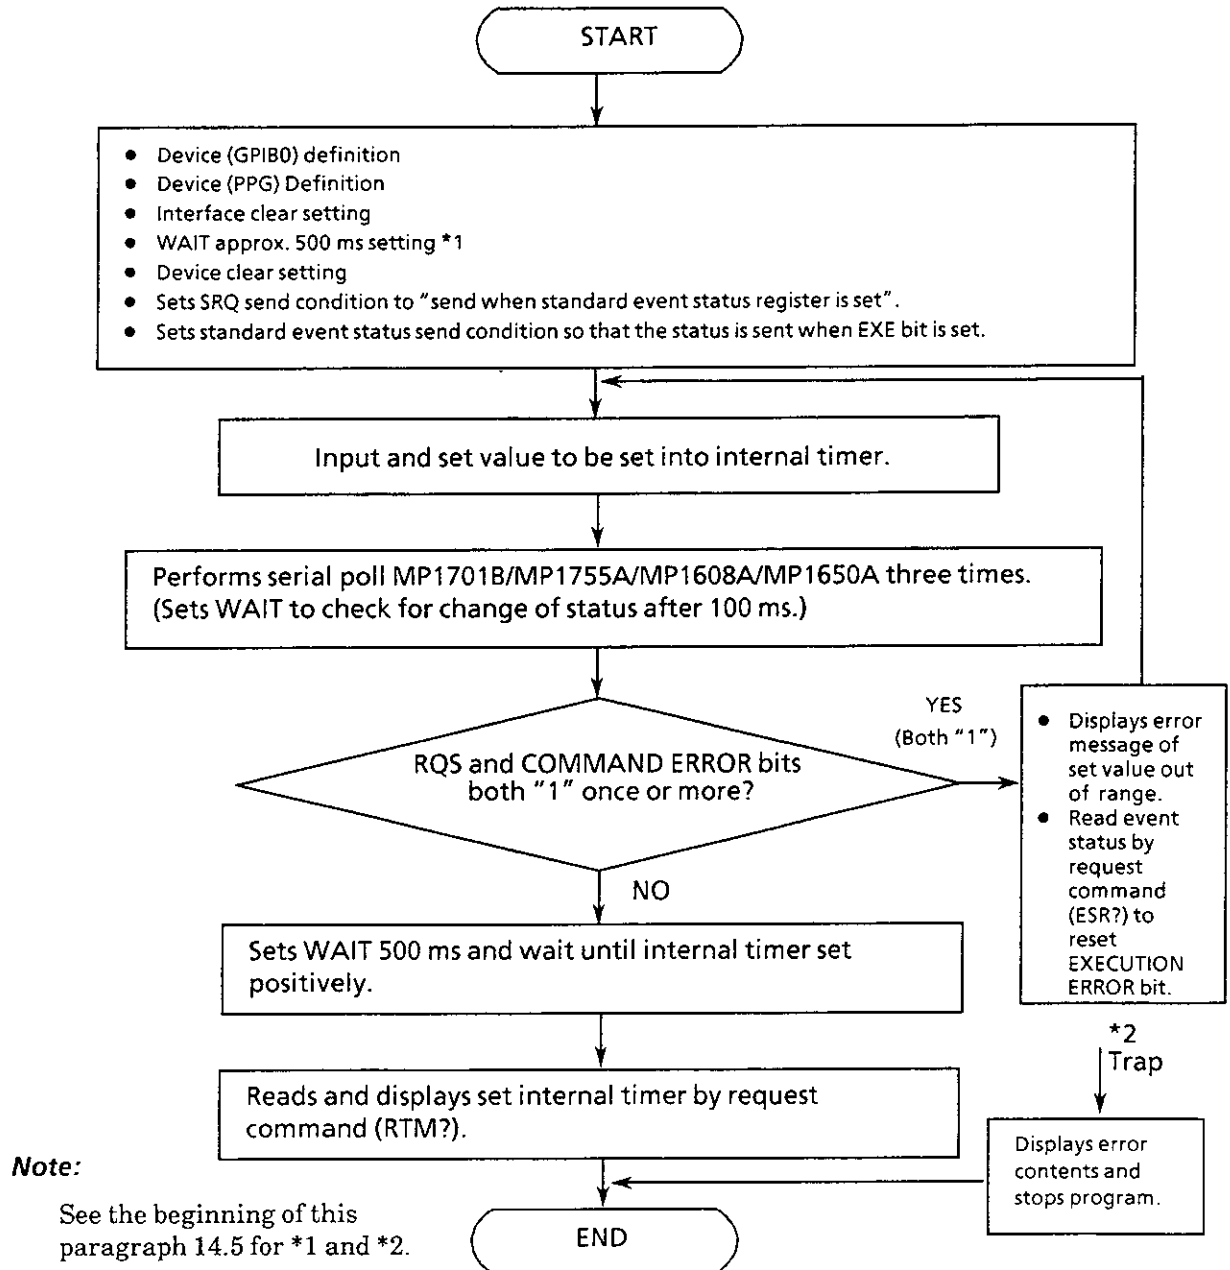 START
● Device (GPIB0) definition
● Device (PPG) Definition
● Interface clear setting
● WAIT approx. 500 ms setting *1
● Device clear setting
● Sets SRQ send condition to "send when standard event status register is set".
● Sets standard event status send condition so that the status is sent when EXE bit is set.
Input and set value to be set into internal timer.
Performs serial poll MP1701B/MP1755A/MP1608A/MP1650A three times.
(Sets WAIT to check for change of status after 100 ms.)
RQS and COMMAND ERROR bits
both "1" once or more?
YES
(Both "1")
● Displays error
message of
set value out
of range.
● Read event
status by
request
command
(ESR?) to
reset
EXECUTION
ERROR bit.
NO
Sets WAIT 500 ms and wait until internal timer set
positively.
*2
Trap
Reads and displays set internal timer by request
command (RTM?).
Displays error
contents and
stops program.
Note:
See the beginning of this
paragraph 14.5 for *1 and *2.
END